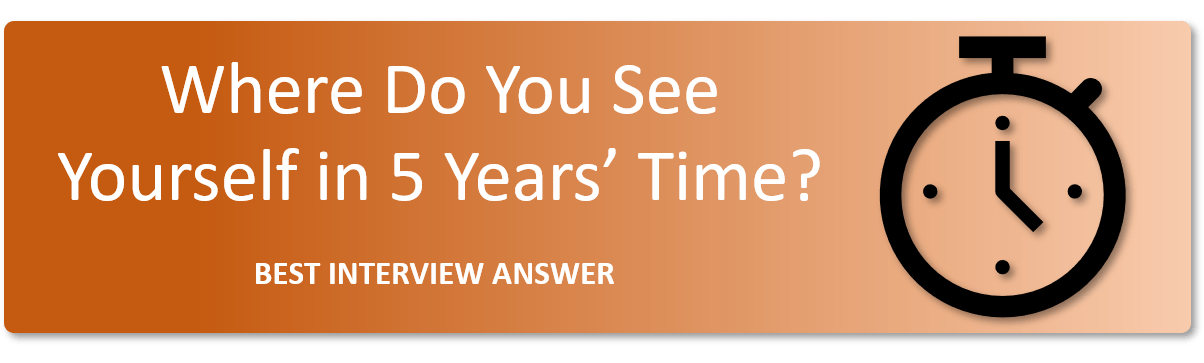 Where Do You See
Yourself in 5 Years’ Time?
BEST INTERVIEW ANSWER